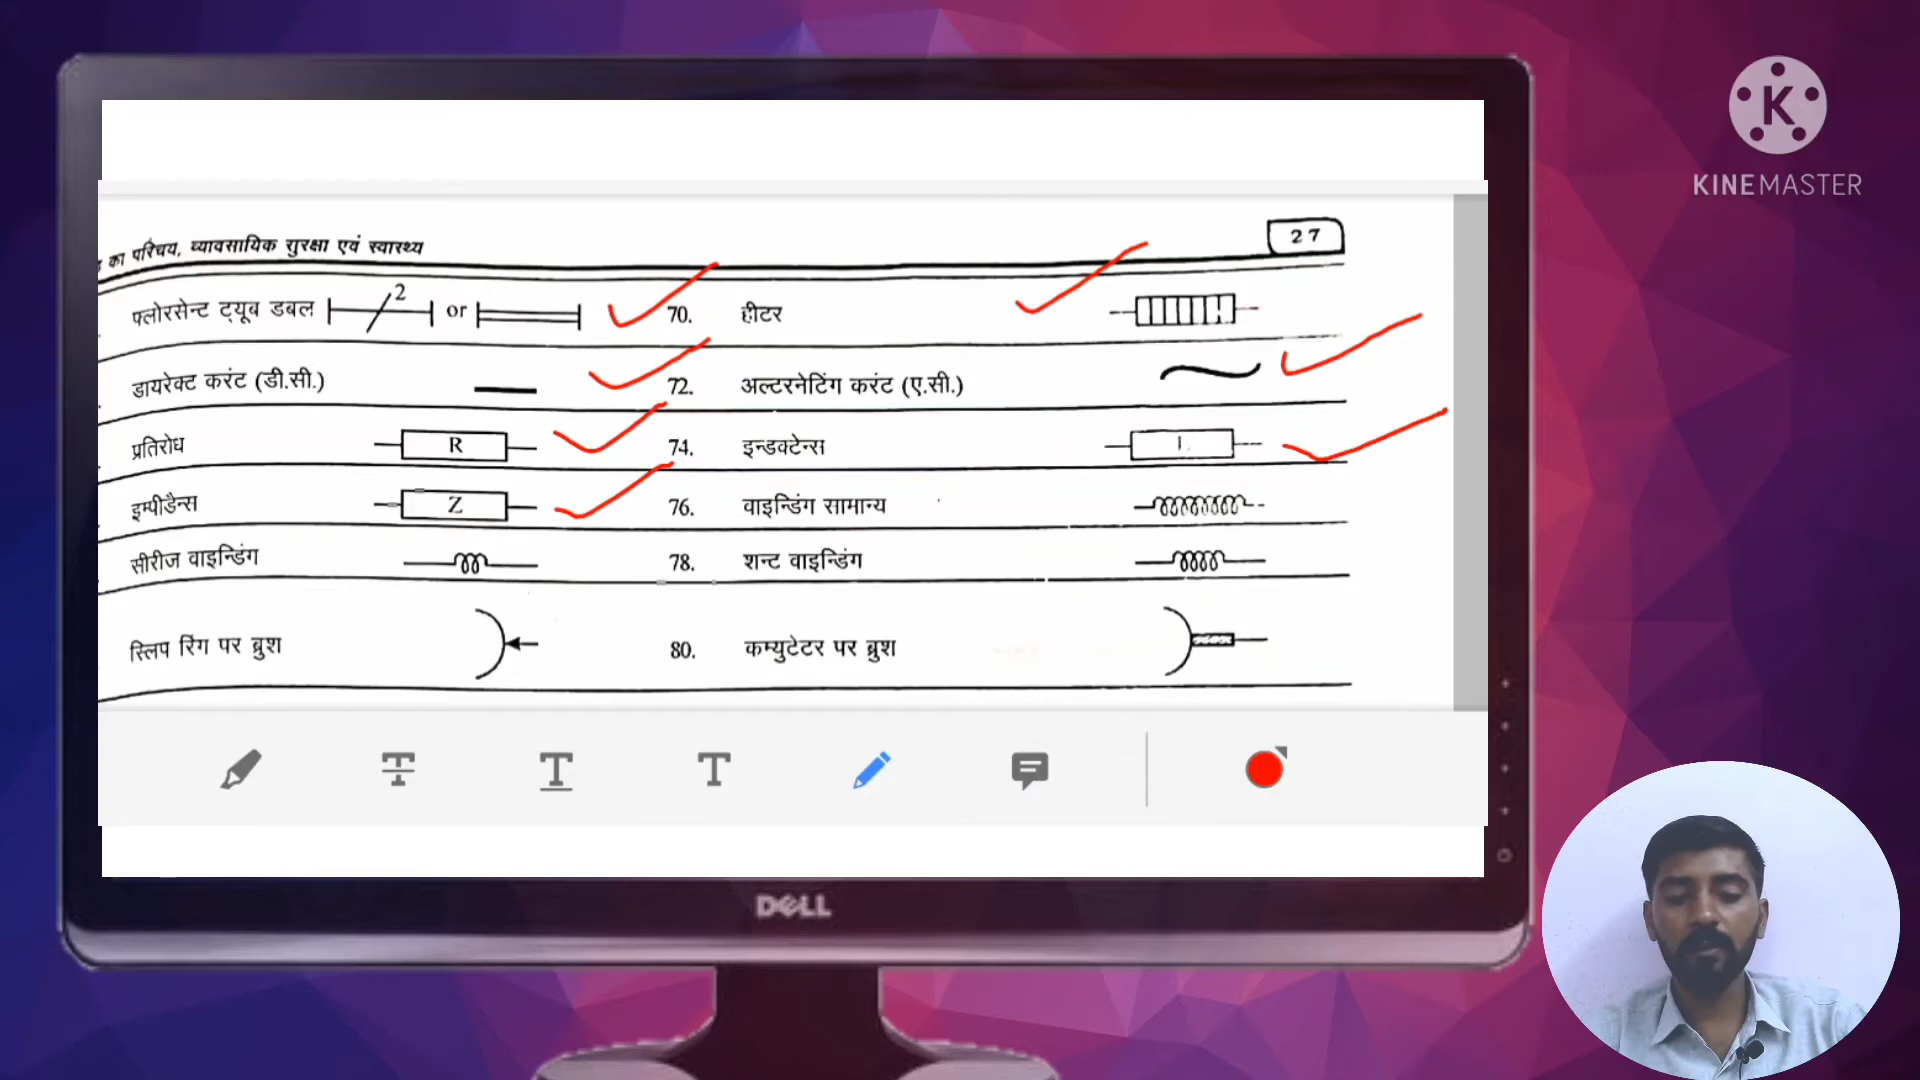 का परिचय, व्यावसायिक सुरक्षा एवं स्वास्थ्य
27
फ्लोरसेन्ट ट्यूब डबल 2 or 70. हीटर
डायरेक्ट करंट (डी.सी.) 72. अल्टरनेटिंग करंट (ए.सी.)
प्रतिरोध R 74. इन्डक्टेन्स L
इम्पीडैन्स Z 76. वाइन्डिंग सामान्य
सीरीज वाइन्डिंग 78. शन्ट वाइन्डिंग
स्लिप रिंग पर ब्रुश 80. कम्युटेटर पर ब्रुश
T T T
DELL
K
KINEMASTER